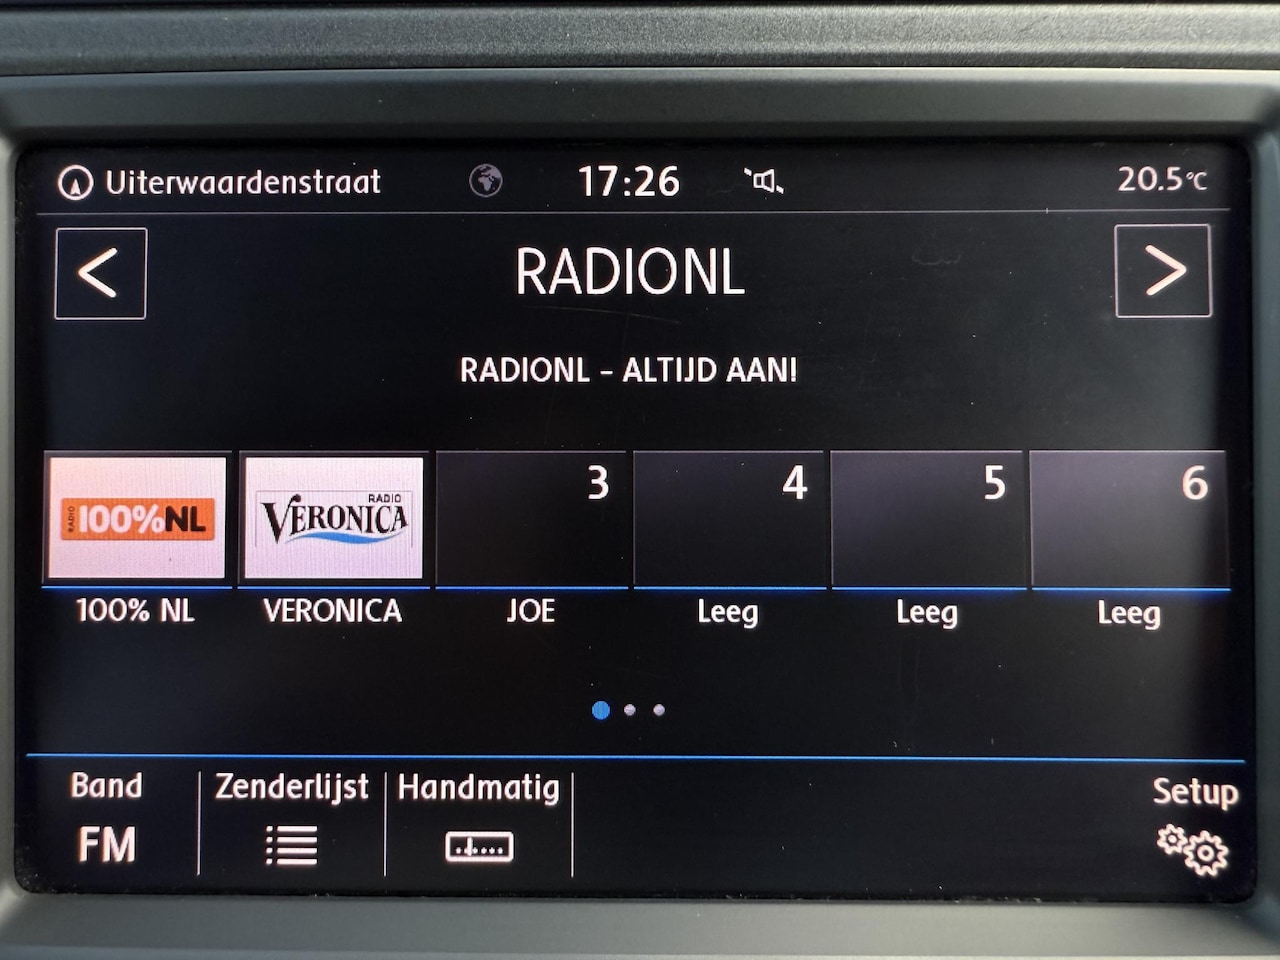 Uiterwaardenstraat 17:26 20.5°C
< RADIONL >
RADIONL - ALTIJD AAN!
RADIO 100%NL
RADIO
VERONICA
3 4 5 6
100% NL VERONICA JOE Leeg Leeg Leeg
Band Zenderlijst Handmatig Setup
FM